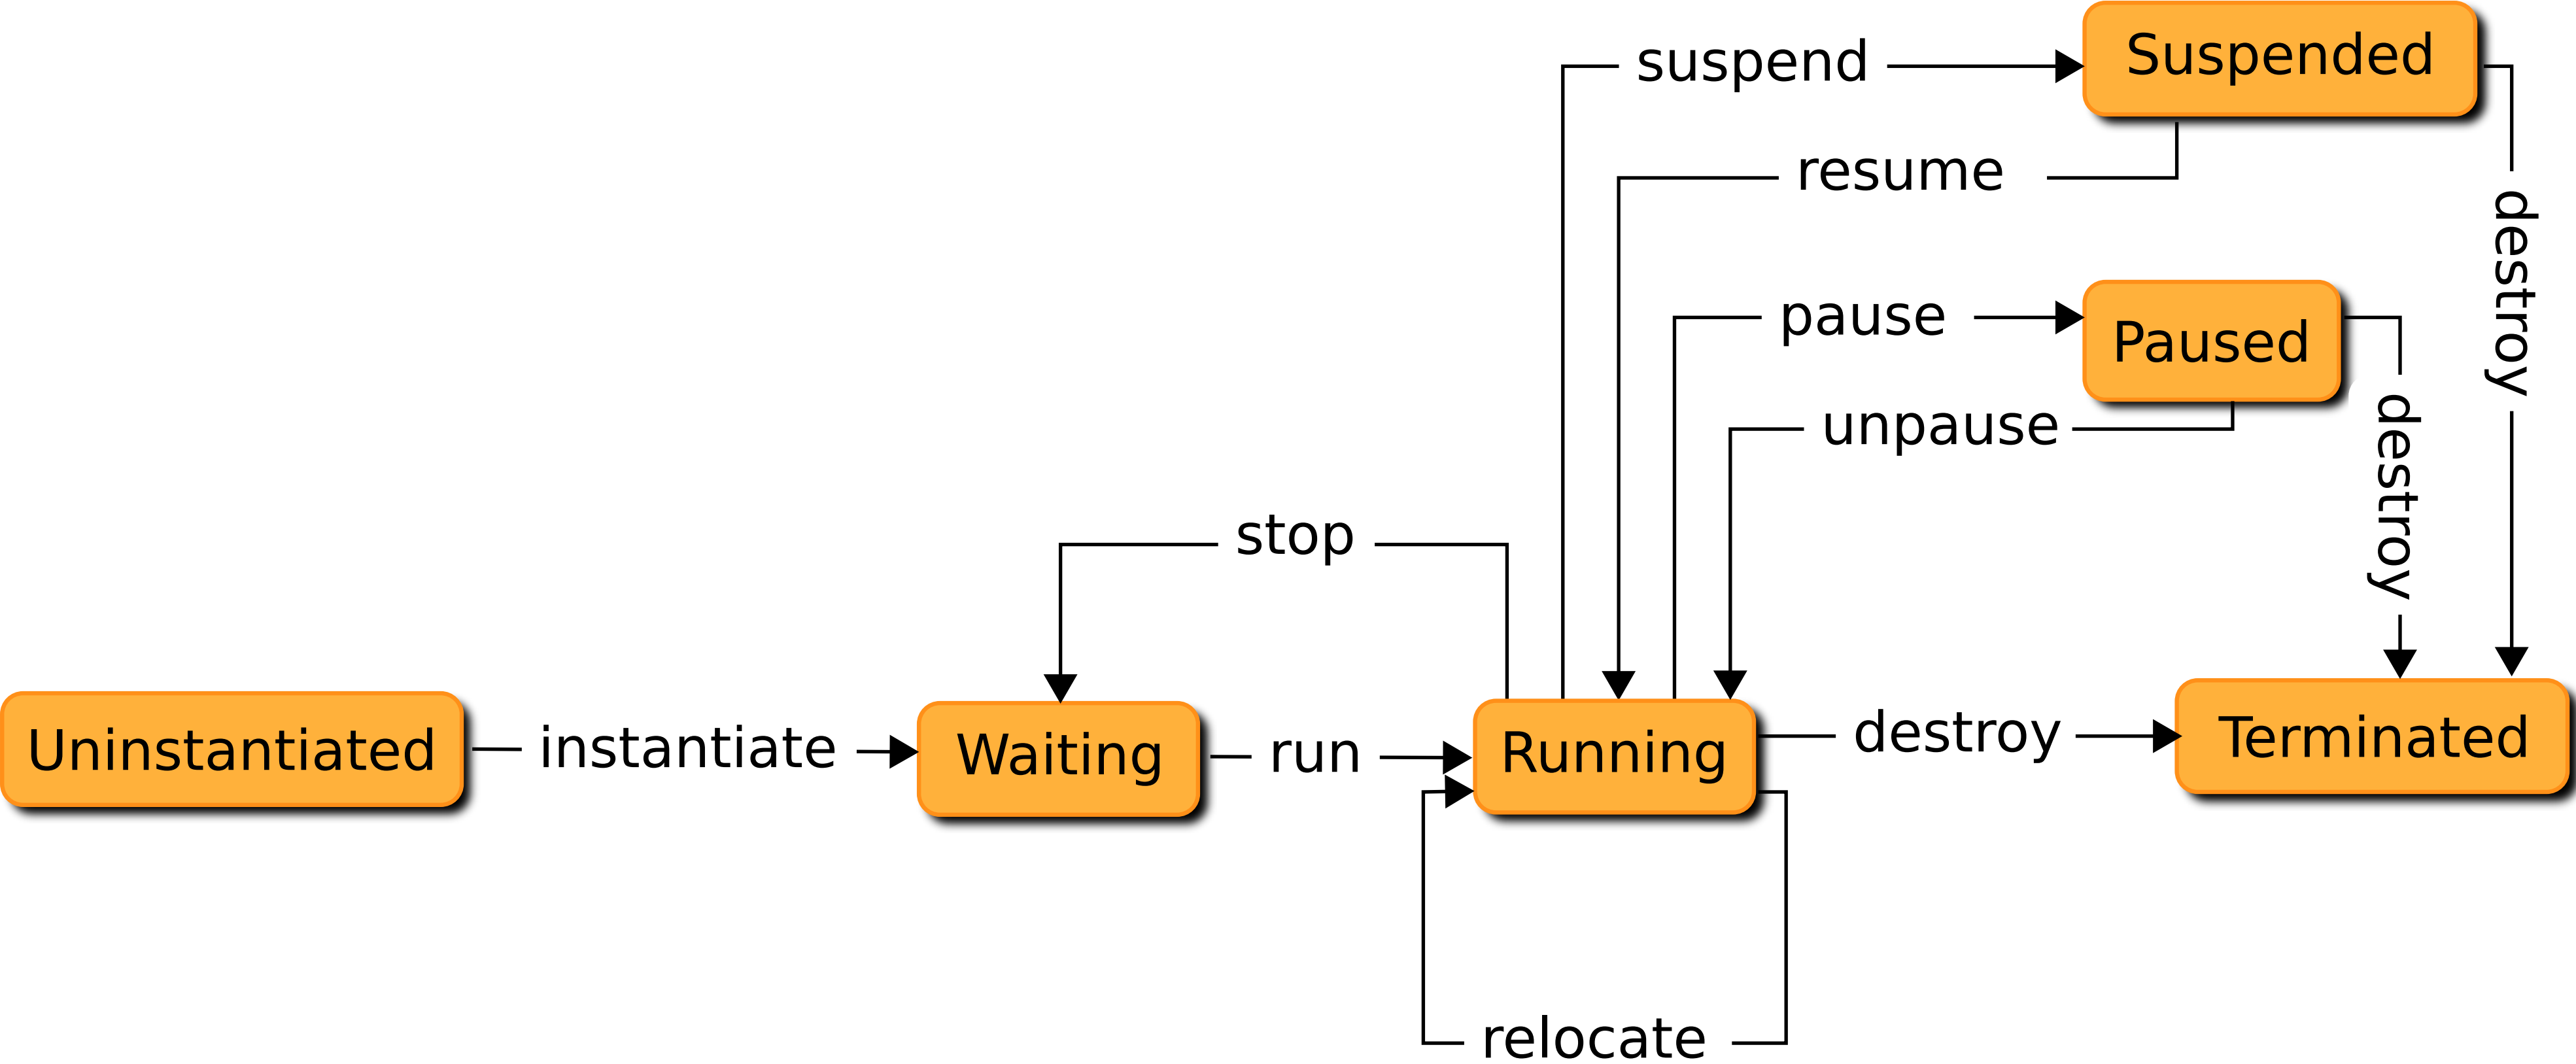 Suspended
suspend
resume
destroy
pause
Paused
unpause
destroy
stop
Uninstantiated
instantiate
Waiting
run
Running
destroy
Terminated
relocate